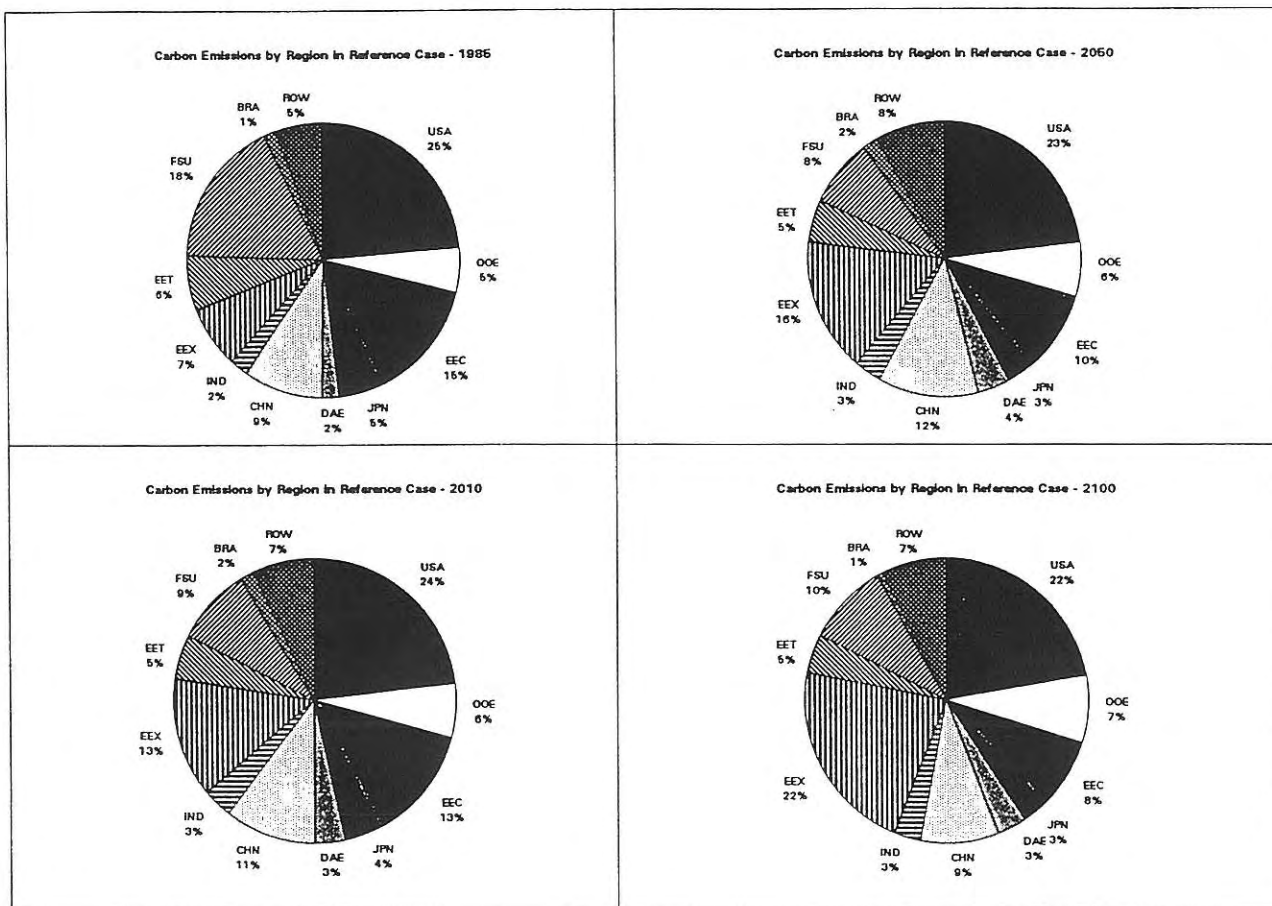 Carbon Emissions by Region in Reference Case - 1985
ROW
5%
BRA
1%
USA
25%
FSU
18%
OOE
5%
EET
6%
EEX
7%
EEC
15%
IND
2%
CHN
9%
DAE
2%
JPN
5%
Carbon Emissions by Region in Reference Case - 2050
ROW
8%
BRA
2%
USA
23%
FSU
8%
EET
5%
OOE
6%
EEX
16%
EEC
10%
IND
3%
JPN
3%
DAE
4%
CHN
12%
Carbon Emissions by Region in Reference Case - 2010
ROW
7%
BRA
2%
USA
24%
FSU
9%
EET
5%
OOE
6%
EEX
13%
EEC
13%
IND
3%
CHN
11%
DAE
3%
JPN
4%
Carbon Emissions by Region in Reference Case - 2100
ROW
7%
BRA
1%
USA
22%
FSU
10%
EET
5%
OOE
7%
EEX
22%
EEC
8%
JPN
3%
DAE
3%
IND
3%
CHN
9%